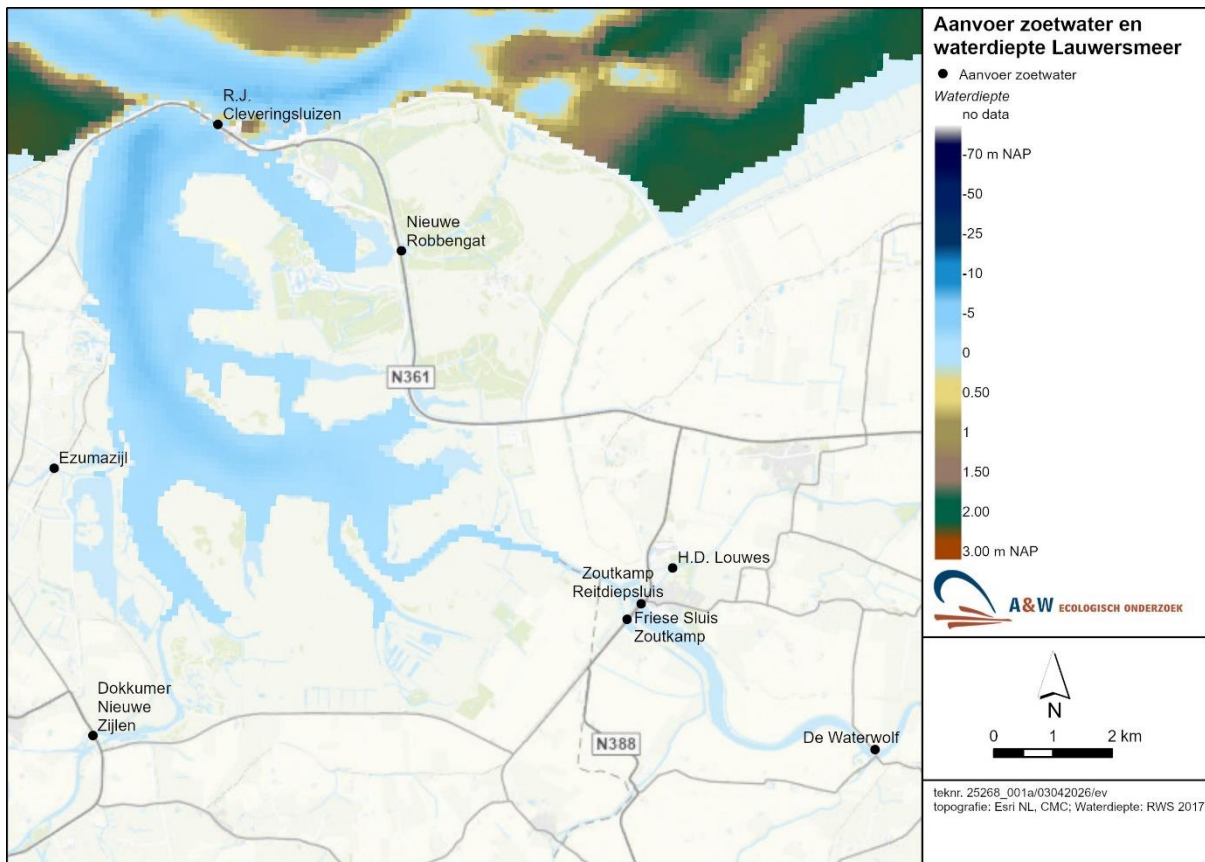 R.J.
Cleveringsluizen
Nieuwe
Robbengat
N361
Ezumazijl
H.D. Louwes
Zoutkamp
Reitdiepsluis
Friese Sluis
Zoutkamp
Dokkumer
Nieuwe
Zijlen
N388
De Waterwolf
Aanvoer zoetwater en
waterdiepte Lauwersmeer
Aanvoer zoetwater
Waterdiepte
no data
-70 m NAP
-50
-25
-10
-5
0
0.50
1
1.50
2.00
3.00 m NAP
A&W ECOLOGISCH ONDERZOEK
N
0 1 2 km
teknr. 25268_001a/03042026/ev
topografie: Esri NL, CMC; Waterdiepte: RWS 2017